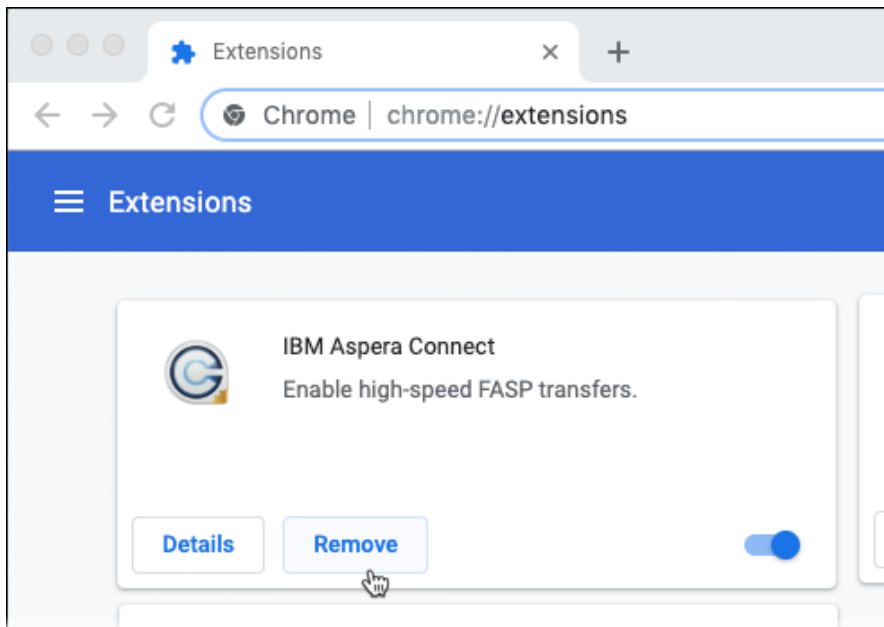 Extensions
Chrome | chrome://extensions
Extensions
IBM Aspera Connect
Enable high-speed FASP transfers.
Details
Remove